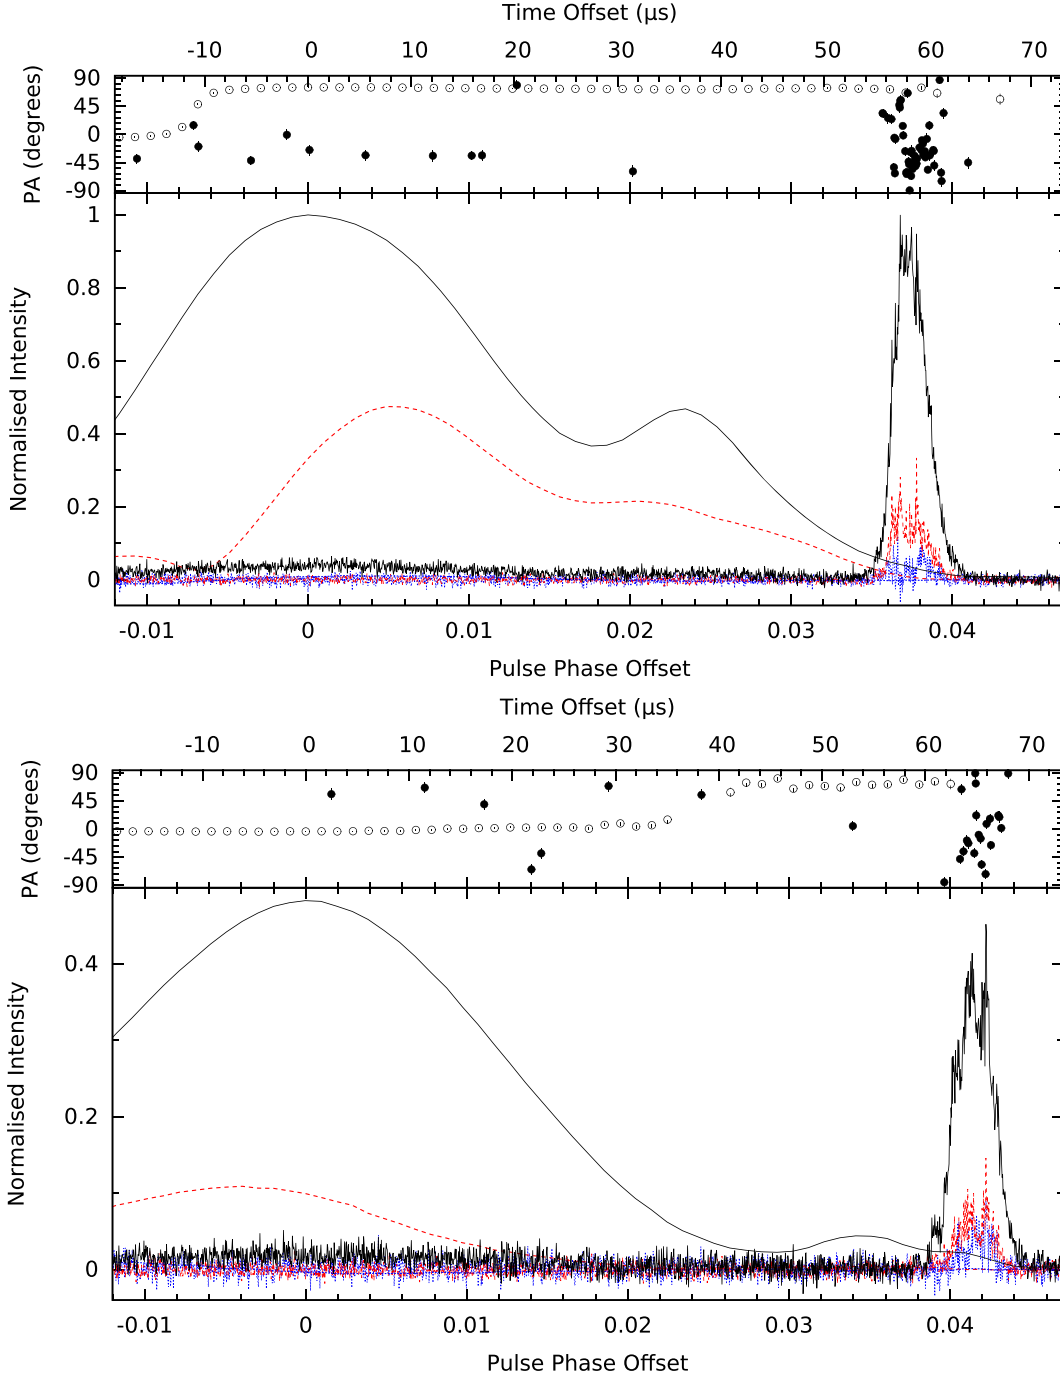 Time Offset (μs)
-10 0 10 20 30 40 50 60 70
PA (degrees)
90
45
0
-45
-90
Normalised Intensity
1
0.8
0.6
0.4
0.2
0
-0.01 0 0.01 0.02 0.03 0.04
Pulse Phase Offset
Time Offset (μs)
-10 0 10 20 30 40 50 60 70
PA (degrees)
90
45
0
-45
-90
Normalised Intensity
0.4
0.2
0
-0.01 0 0.01 0.02 0.03 0.04
Pulse Phase Offset